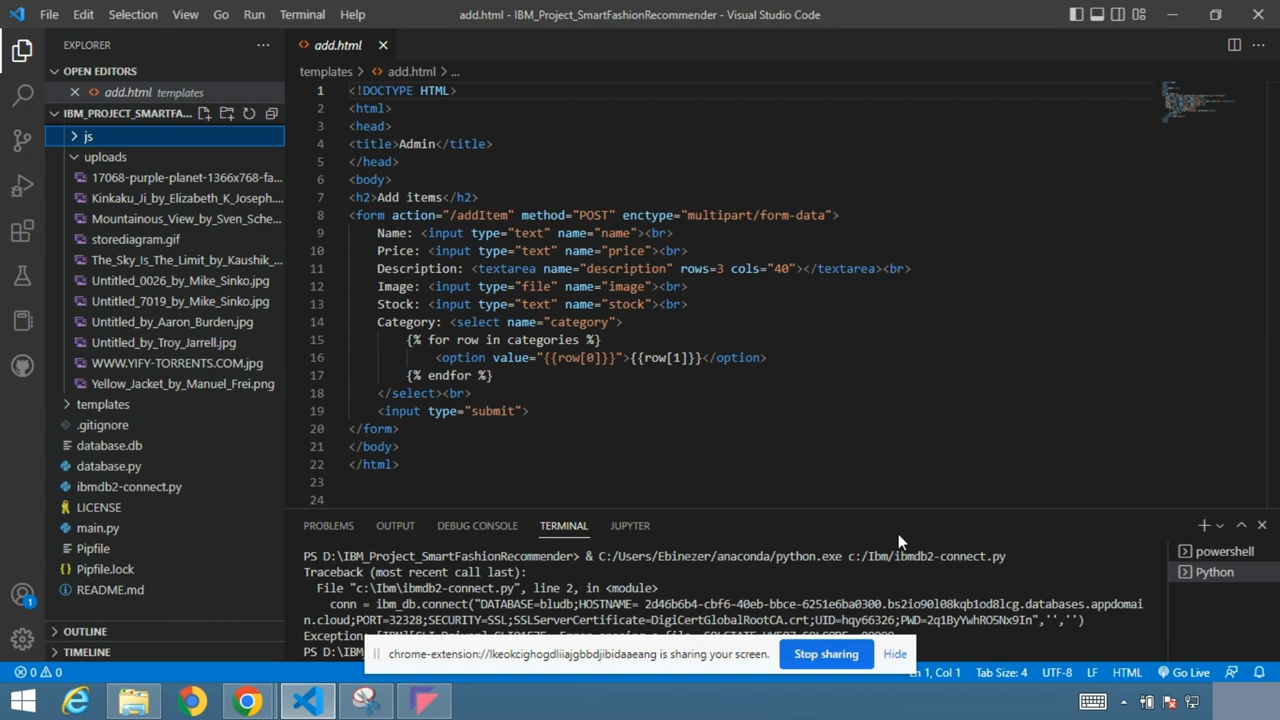 File Edit Selection View Go Run Terminal Help add.html - IBM_Project_SmartFashionRecommender - Visual Studio Code
EXPLORER
OPEN EDITORS
add.html templates
IBM_PROJECT_SMARTFA...
js
uploads
17068-purple-planet-1366x768-fa...
Kinkaku_Ji_by_Elizabeth_K_Joseph....
Mountainous_View_by_Sven_Sche...
storediagram.gif
The_Sky_Is_The_Limit_by_Kaushik_...
Untitled_0026_by_Mike_Sinko.jpg
Untitled_7019_by_Mike_Sinko.jpg
Untitled_by_Aaron_Burden.jpg
Untitled_by_Troy_Jarrell.jpg
WWW.YIFY-TORRENTS.COM.jpg
Yellow_Jacket_by_Manuel_Frei.png
templates
.gitignore
database.db
database.py
ibmdb2-connect.py
LICENSE
main.py
Pipfile
Pipfile.lock
README.md
OUTLINE
TIMELINE
add.html
templates > add.html > ...
1 <!DOCTYPE HTML>
2 <html>
3 <head>
4 <title>Admin</title>
5 </head>
6 <body>
7 <h2>Add items</h2>
8 <form action="/addItem" method="POST" enctype="multipart/form-data">
9 Name: <input type="text" name="name"><br>
10 Price: <input type="text" name="price"><br>
11 Description: <textarea name="description" rows=3 cols="40"></textarea><br>
12 Image: <input type="file" name="image"><br>
13 Stock: <input type="text" name="stock"><br>
14 Category: <select name="category">
15 {% for row in categories %}
16 <option value="{{row[0]}}">{{row[1]}}</option>
17 {% endfor %}
18 </select><br>
19 <input type="submit">
20 </form>
21 </body>
22 </html>
23
24
PROBLEMS OUTPUT DEBUG CONSOLE TERMINAL JUPYTER
PS D:\IBM_Project_SmartFashionRecommender> & C:/Users/Ebinezer/anaconda/python.exe c:/Ibm/ibmdb2-connect.py
Traceback (most recent call last):
File "c:\Ibm\ibmdb2-connect.py", line 2, in <module>
conn = ibm_db.connect("DATABASE=bludb;HOSTNAME= 2d46b6b4-cbf6-40eb-bbce-6251e6ba0300.bs2io90l08kqb1od8lcg.databases.appdomai
n.cloud;PORT=32328;SECURITY=SSL;SSLServerCertificate=DigiCertGlobalRootCA.crt;UID=hqy66326;PWD=2q1ByYwhRO5Nx9In",'','')
PS D:\IBM
powershell
Python
chrome-extension://lkeokcighogdliiajgbbdjibidaaeang is sharing your screen. Stop sharing Hide
1 0 0 Ln 1, Col 1 Tab Size: 4 UTF-8 LF HTML Go Live